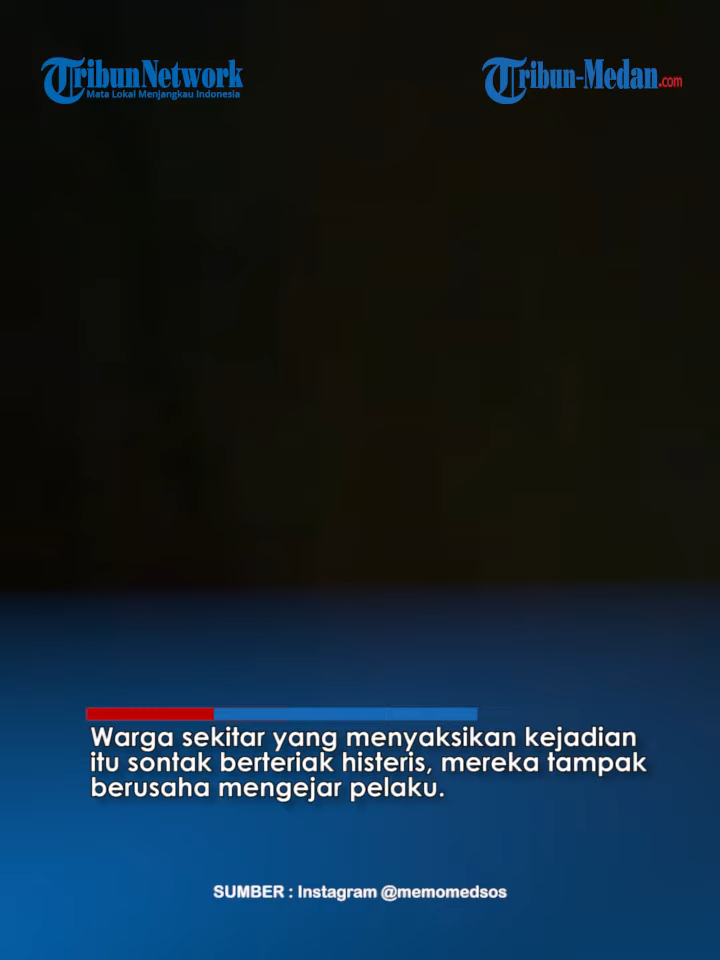 TribunNetwork
Mata Lokal Menjangkau Indonesia
Tribun-Medan.com
Warga sekitar yang menyaksikan kejadian
itu sontak berteriak histeris, mereka tampak
berusaha mengejar pelaku.
SUMBER : Instagram @memomedsos